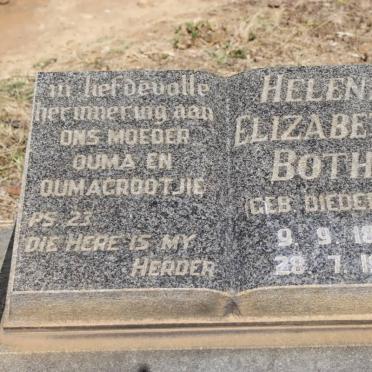 in liefdevolle
herinnering aan
ONS MOEDER
OUMA EN
OUMAGROOTJIE
PS. 23
DIE HERE IS MY
HERDER
HELEN
ELIZABE
BOTH
(GEB DIEDE
9. 9. 18
28. 7. 1